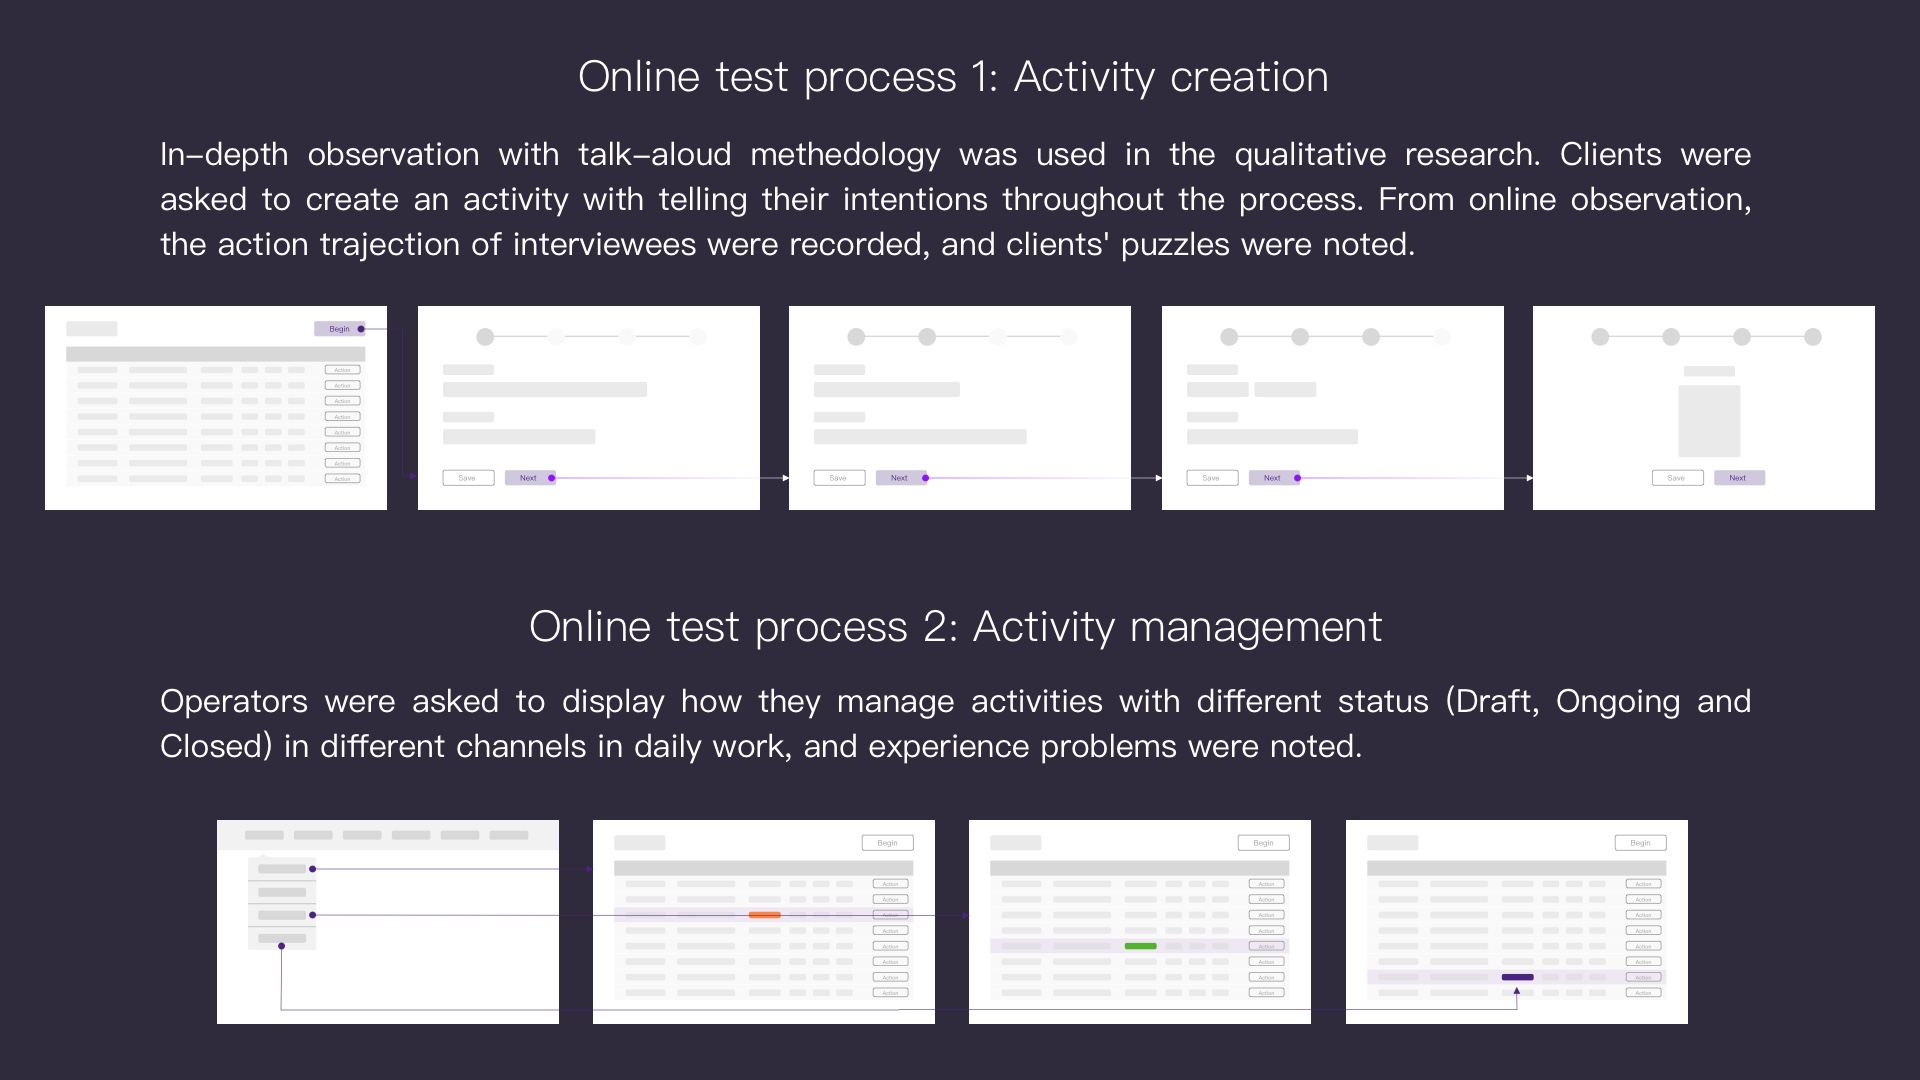 Online test process 1: Activity creation
In-depth observation with talk-aloud methedology was used in the qualitative research. Clients were
asked to create an activity with telling their intentions throughout the process. From online observation,
the action trajection of interviewees were recorded, and clients' puzzles were noted.
Begin
Action
Action
Action
Action
Action
Action
Action
Action
Save Next
Save Next
Save Next
Save Next
Online test process 2: Activity management
Operators were asked to display how they manage activities with different status (Draft, Ongoing and
Closed) in different channels in daily work, and experience problems were noted.
Begin
Action
Action
Action
Action
Action
Action
Action
Action
Begin
Action
Action
Action
Action
Action
Action
Action
Action
Begin
Action
Action
Action
Action
Action
Action
Action
Action